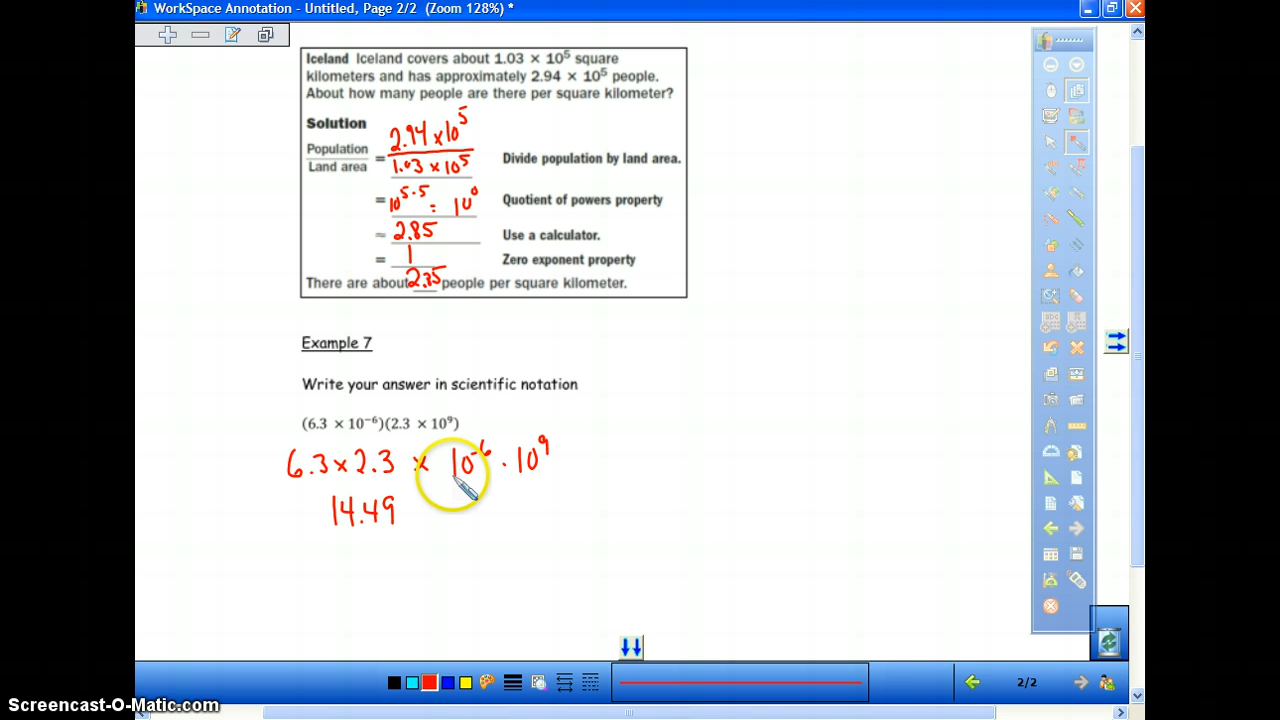 WorkSpace Annotation - Untitled, Page 2/2 (Zoom 128%) *
Iceland Iceland covers about 1.03 × 10⁵ square
kilometers and has approximately 2.94 × 10⁵ people.
About how many people are there per square kilometer?
Solution
Population
Land area
= 2.94 × 10⁵
1.03 × 10⁵
Divide population by land area.
= 10⁵⁻⁵ = 10⁰ Quotient of powers property
≈ 2.85 Use a calculator.
= 1 Zero exponent property
There are about 2.85 people per square kilometer.
Example 7
Write your answer in scientific notation
(6.3 × 10⁻⁶)(2.3 × 10⁹)
6.3 × 2.3 × 10⁻⁶ · 10⁹
14.49
2/2
Screencast-O-Matic.com